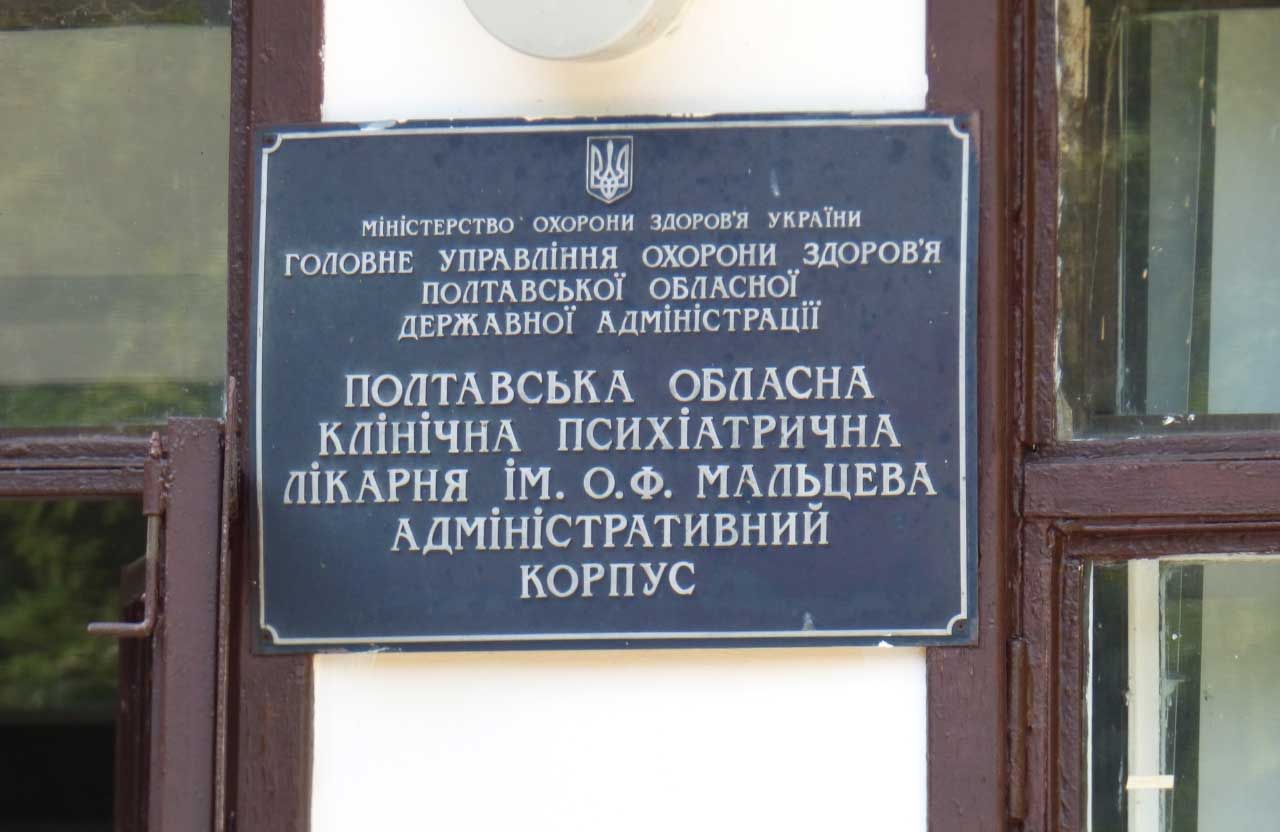 МІНІСТЕРСТВО ОХОРОНИ ЗДОРОВ'Я УКРАЇНИ
ГОЛОВНЕ УПРАВЛІННЯ ОХОРОНИ ЗДОРОВ'Я
ПОЛТАВСЬКОЇ ОБЛАСНОЇ
ДЕРЖАВНОЇ АДМІНІСТРАЦІЇ
ПОЛТАВСЬКА ОБЛАСНА
КЛІНІЧНА ПСИХІАТРИЧНА
ЛІКАРНЯ ІМ. О.Ф. МАЛЬЦЕВА
АДМІНІСТРАТИВНИЙ
КОРПУС